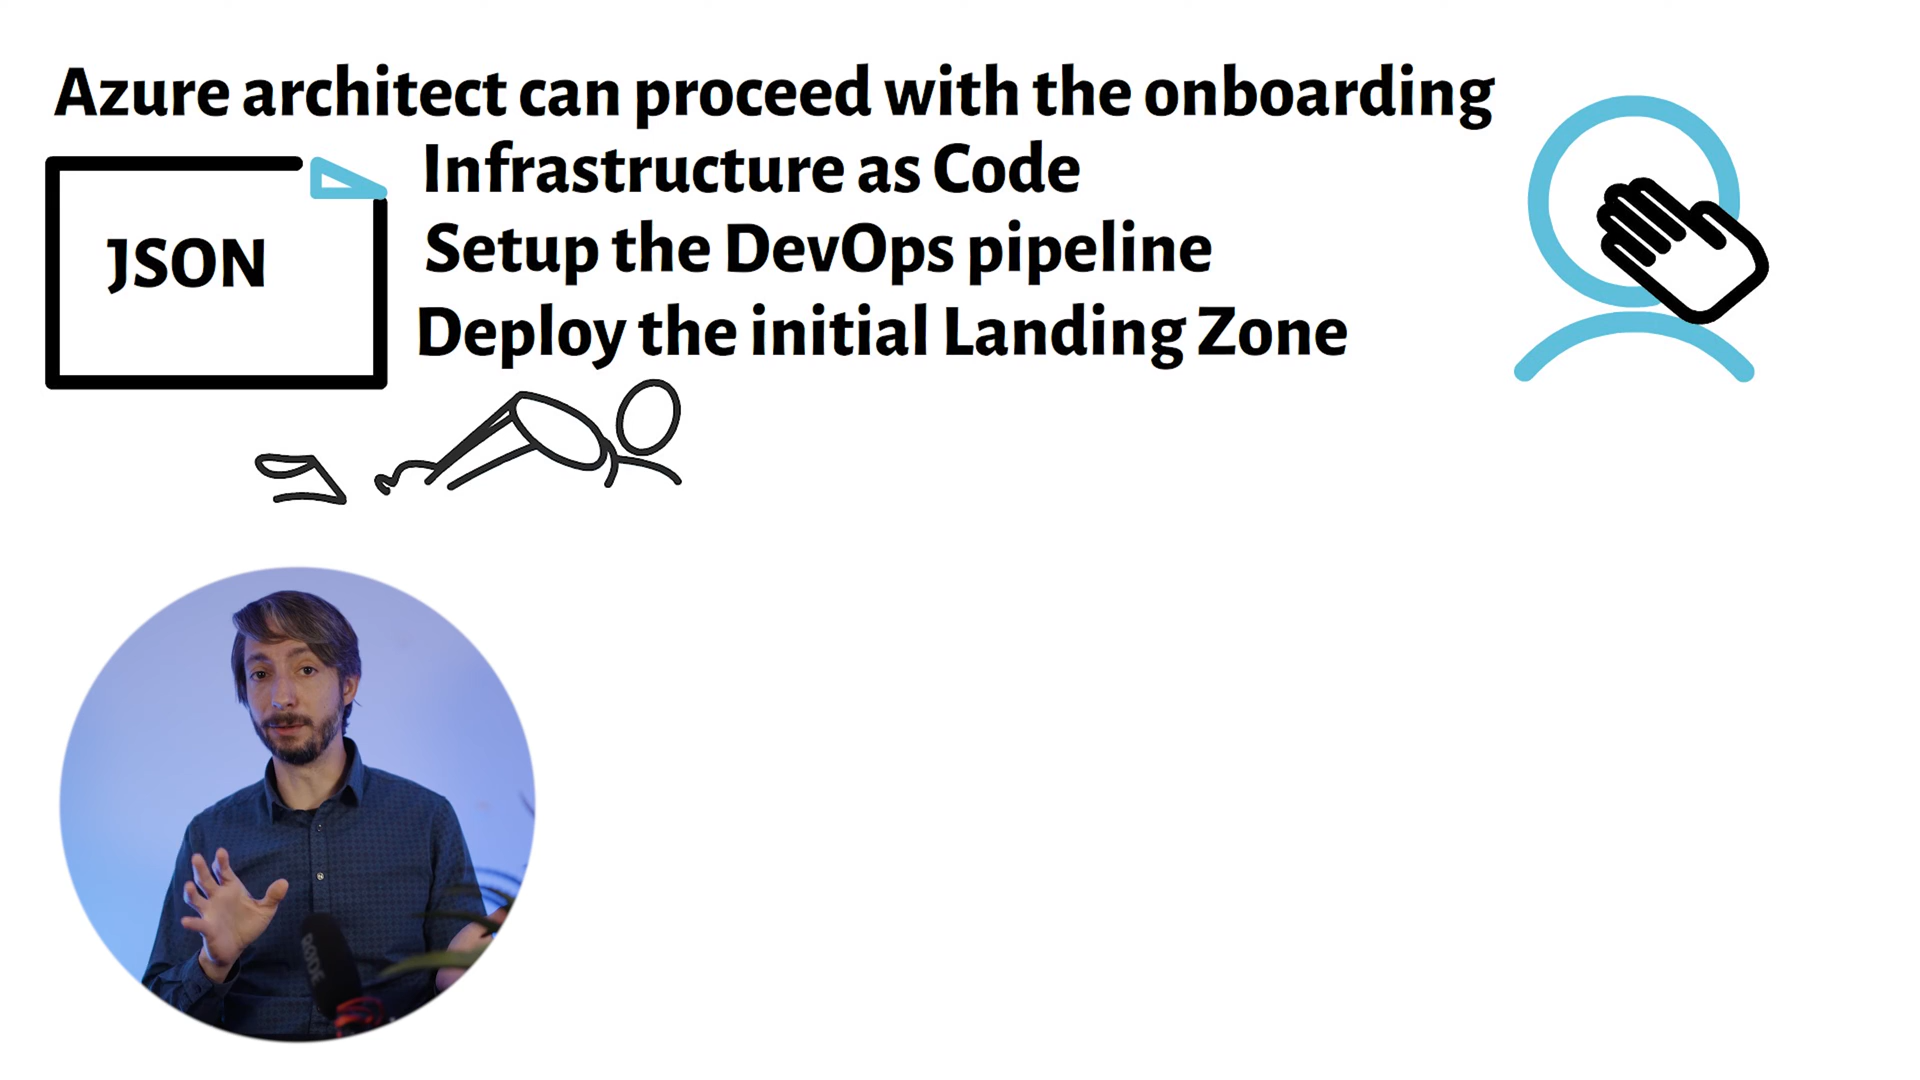 Azure architect can proceed with the onboarding
Infrastructure as Code
JSON
Setup the DevOps pipeline
Deploy the initial Landing Zone
RODE